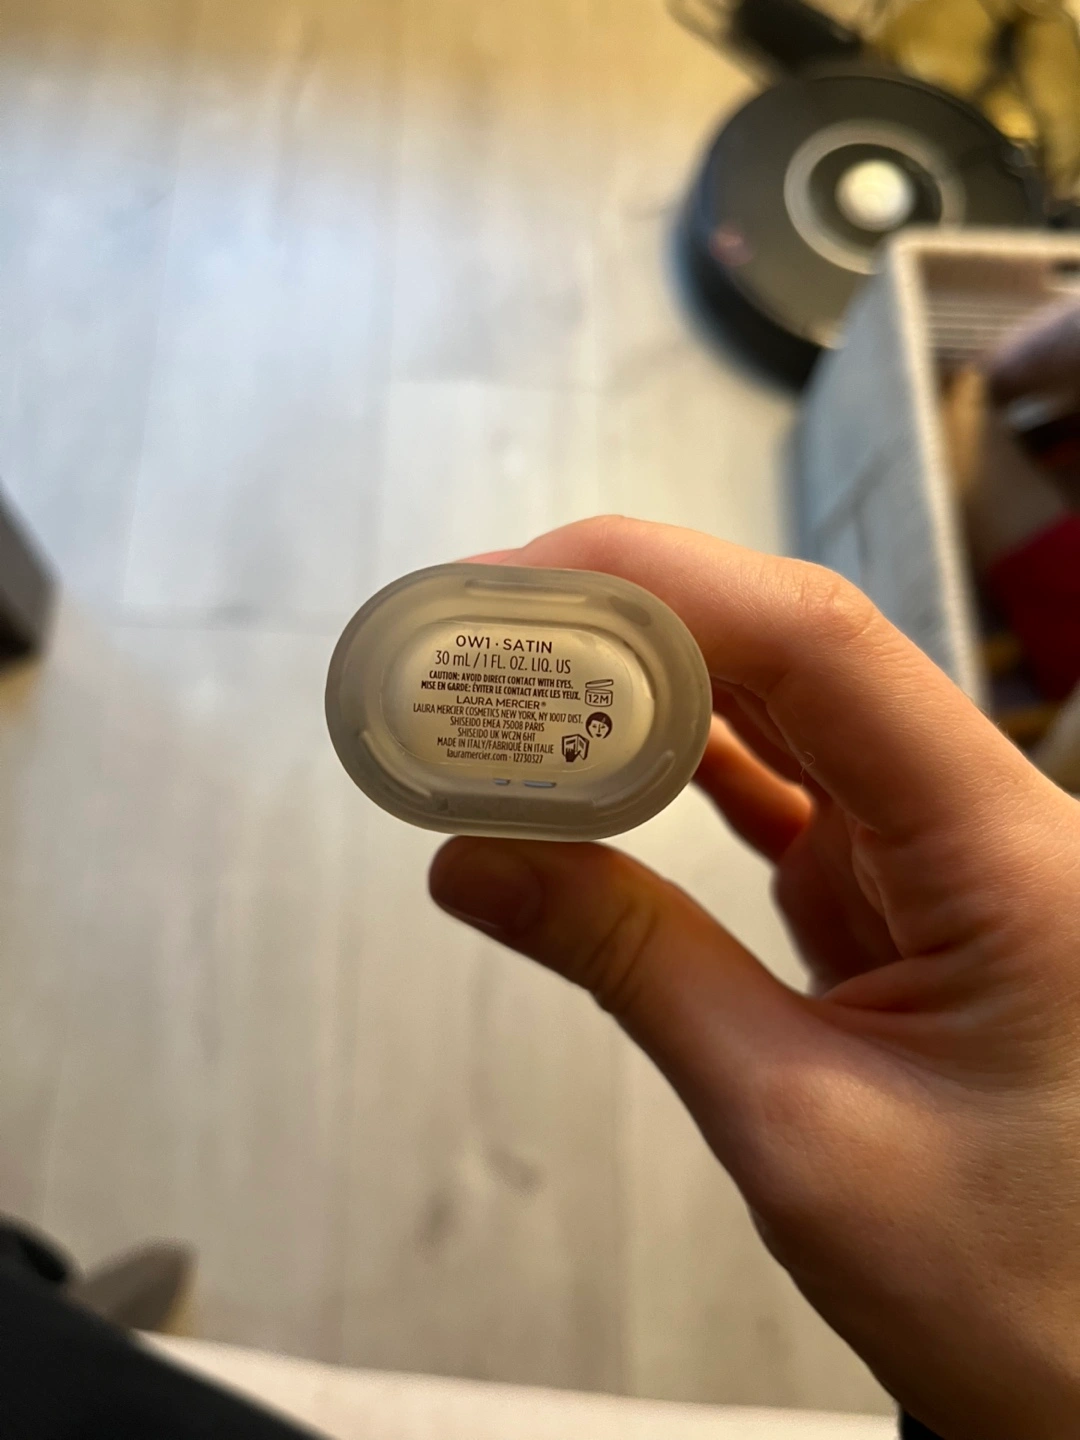 0W1 · SATIN
30 mL / 1 FL. OZ. LIQ. US
CAUTION: AVOID DIRECT CONTACT WITH EYES.
MISE EN GARDE: ÉVITER LE CONTACT AVEC LES YEUX.
12M
LAURA MERCIER®
LAURA MERCIER COSMETICS NEW YORK, NY 10017 DIST.
SHISEIDO EMEA 75008 PARIS
SHISEIDO UK WC2N 6HT
MADE IN ITALY/FABRIQUÉ EN ITALIE
lauramercier.com - 12730327